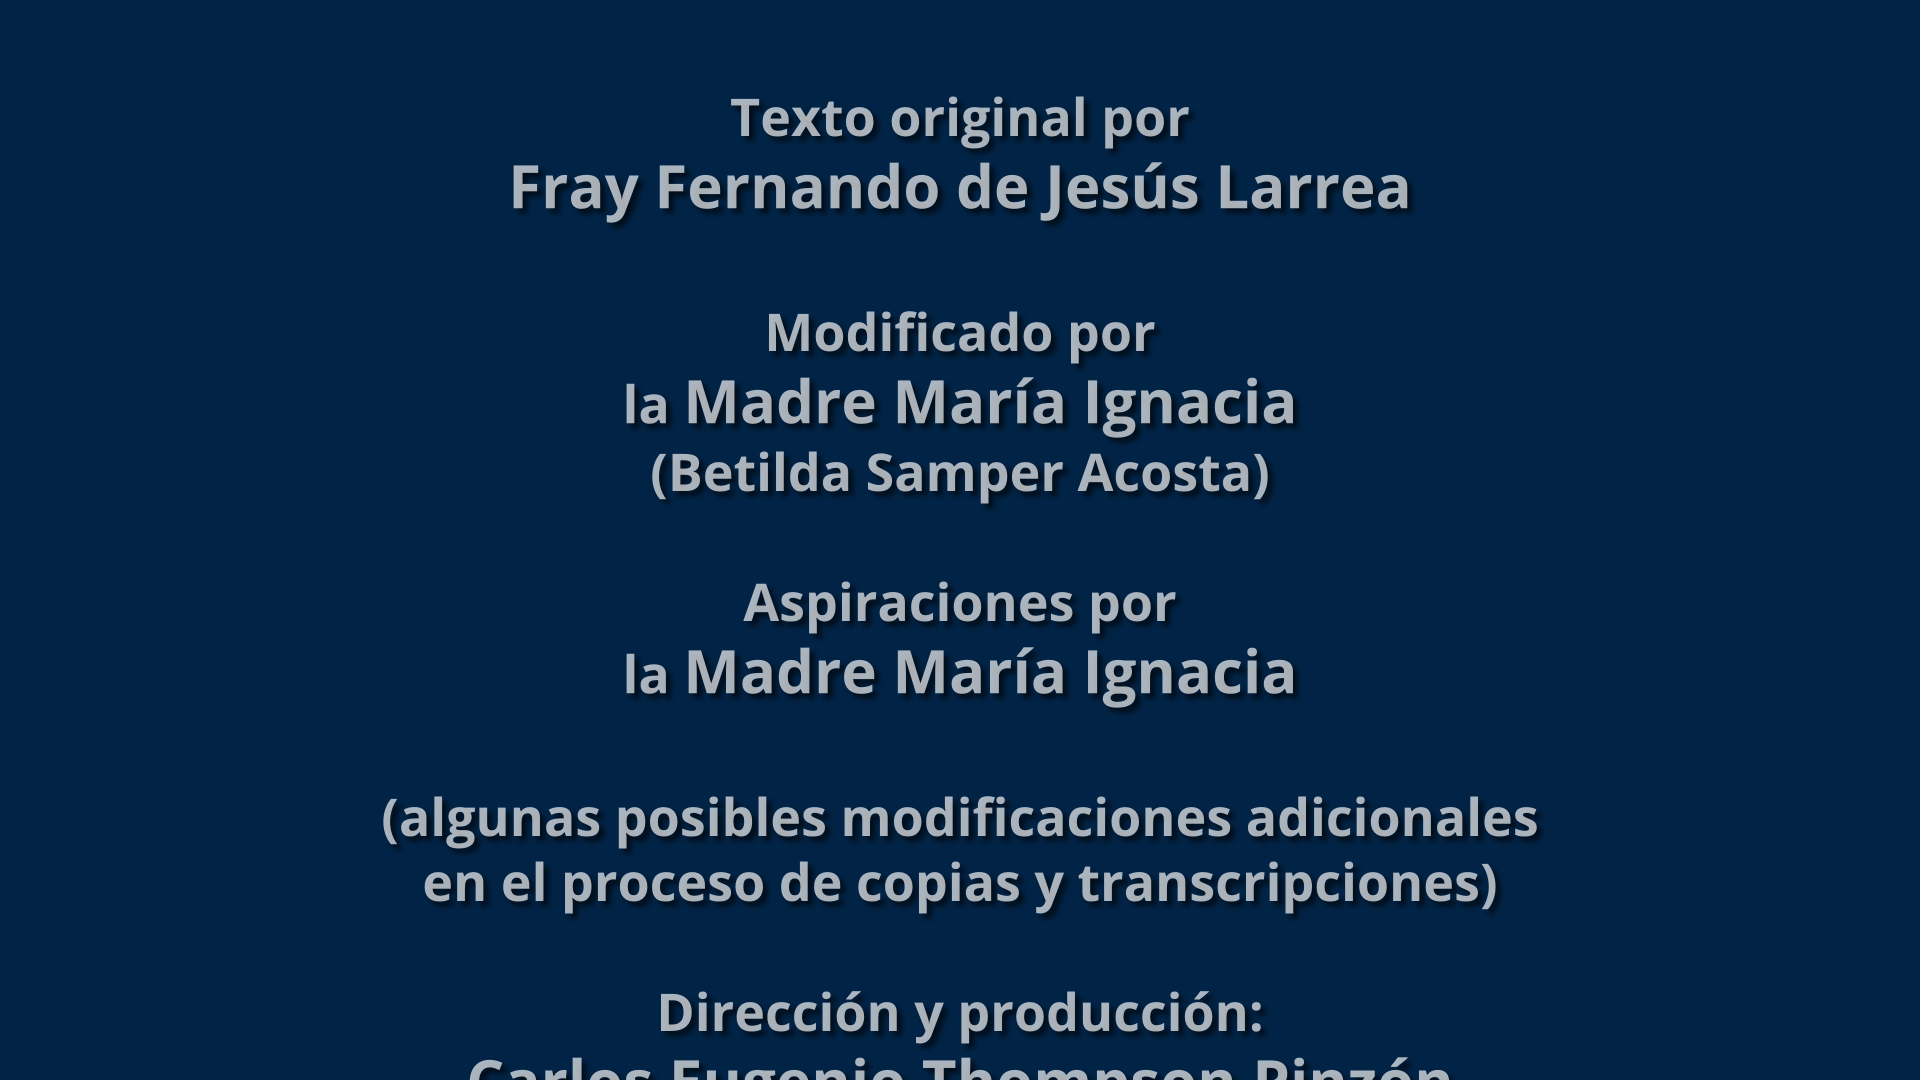 Texto original por
Fray Fernando de Jesús Larrea
Modificado por
la Madre María Ignacia
(Betilda Samper Acosta)
Aspiraciones por
la Madre María Ignacia
(algunas posibles modificaciones adicionales
en el proceso de copias y transcripciones)
Dirección y producción:
Carlos Eugenio Thompson Pinzón